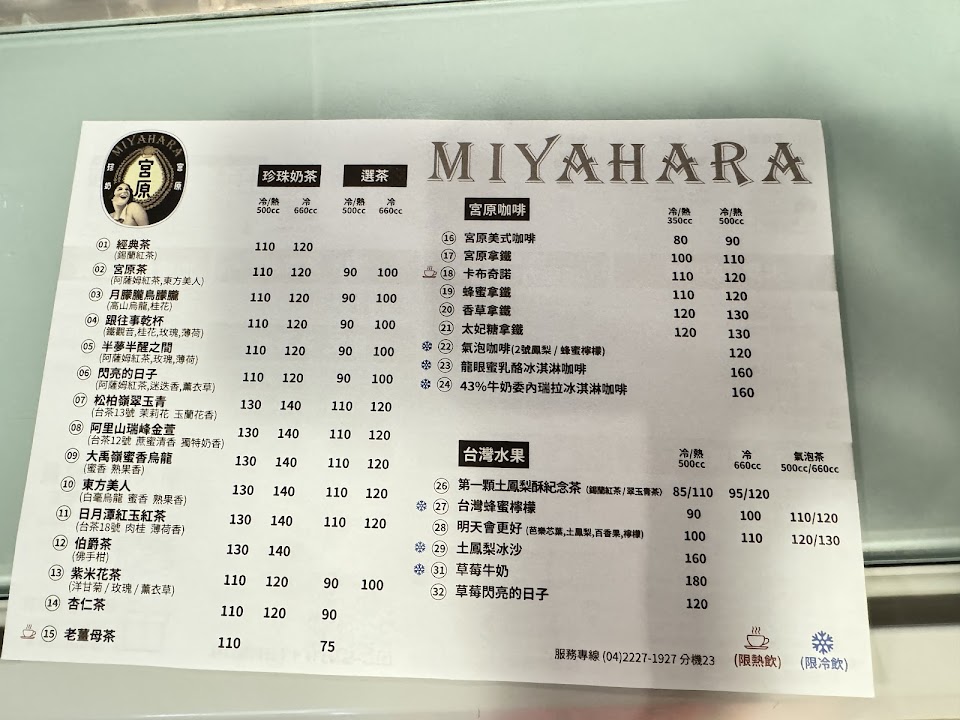 MIYAHARA
宮原
珍奶
宮原
珍珠奶茶 選茶
冷/熱 500cc 冷 660cc 冷/熱 500cc 冷 660cc
01 經典茶 110 120
(錫蘭紅茶)
02 宮原茶 110 120 90 100
(阿薩姆紅茶,東方美人)
03 月朦朧鳥朦朧 110 120 90 100
(高山烏龍,桂花)
04 跟往事乾杯 110 120 90 100
(鐵觀音,桂花,玫瑰,薄荷)
05 半夢半醒之間 110 120 90 100
(阿薩姆紅茶,玫瑰,薄荷)
06 閃亮的日子 110 120 90 100
(阿薩姆紅茶,迷迭香,薰衣草)
07 松柏嶺翠玉青 130 140 110 120
(台茶13號 茉莉花 玉蘭花香)
08 阿里山瑞峰金萱 130 140 110 120
(台茶12號 蔗蜜清香 獨特奶香)
09 大禹嶺蜜香烏龍 130 140 110 120
(蜜香 熟果香)
10 東方美人 130 140 110 120
(白毫烏龍 蜜香 熟果香)
11 日月潭紅玉紅茶 130 140 110 120
(台茶18號 肉桂 薄荷香)
12 伯爵茶 130 140
(佛手柑)
13 紫米花茶 110 120 90 100
(洋甘菊 / 玫瑰 / 薰衣草)
14 杏仁茶 110 120 90
15 老薑母茶 110 75
MIYAHARA
宮原咖啡 冷/熱 350cc 冷/熱 500cc
16 宮原美式咖啡 80 90
17 宮原拿鐵 100 110
18 卡布奇諾 110 120
19 蜂蜜拿鐵 110 120
20 香草拿鐵 120 130
21 太妃糖拿鐵 120 130
22 氣泡咖啡(2號鳳梨 / 蜂蜜檸檬) 120
23 龍眼蜜乳酪冰淇淋咖啡 160
24 43%牛奶委內瑞拉冰淇淋咖啡 160
台灣水果 冷/熱 500cc 冷 660cc 氣泡茶 500cc/660cc
26 第一顆土鳳梨酥紀念茶 (錫蘭紅茶 / 翠玉青茶) 85/110 95/120
27 台灣蜂蜜檸檬 90 100 110/120
28 明天會更好 (芭樂芯葉,土鳳梨,百香果,檸檬) 100 110 120/130
29 土鳳梨冰沙 160
31 草莓牛奶 180
32 草莓閃亮的日子 120
服務專線 (04)2227-1927 分機23 (限熱飲) (限冷飲)